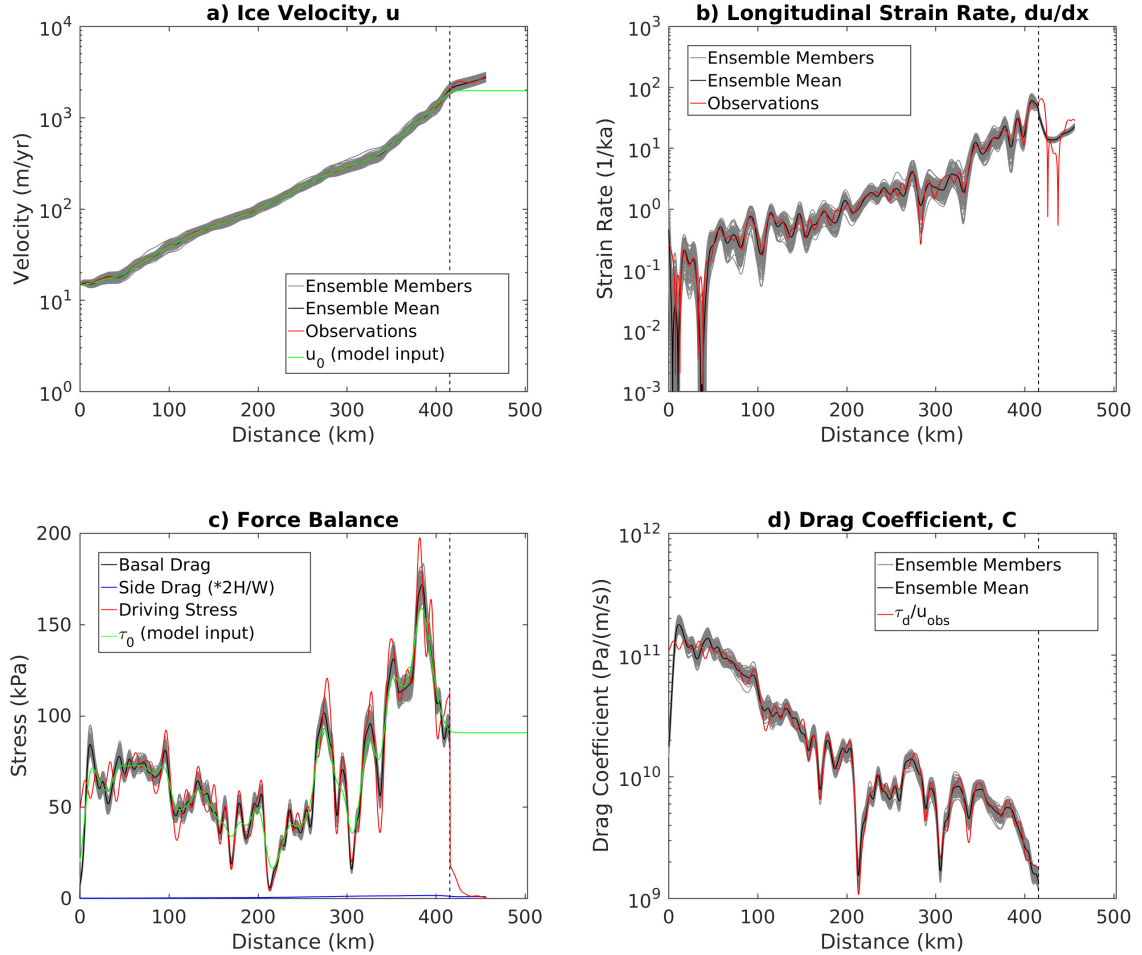 a) Ice Velocity, u
10^4
10^3
10^2
10^1
10^0
Velocity (m/yr)
Ensemble Members
Ensemble Mean
Observations
u_0 (model input)
0 100 200 300 400 500
Distance (km)
b) Longitudinal Strain Rate, du/dx
10^3
10^2
10^1
10^0
10^-1
10^-2
10^-3
Strain Rate (1/ka)
Ensemble Members
Ensemble Mean
Observations
0 100 200 300 400 500
Distance (km)
c) Force Balance
200
150
100
50
0
Stress (kPa)
Basal Drag
Side Drag (*2H/W)
Driving Stress
τ_0 (model input)
0 100 200 300 400 500
Distance (km)
d) Drag Coefficient, C
10^12
10^11
10^10
10^9
Drag Coefficient (Pa/(m/s))
Ensemble Members
Ensemble Mean
τ_d/u_obs
0 100 200 300 400 500
Distance (km)